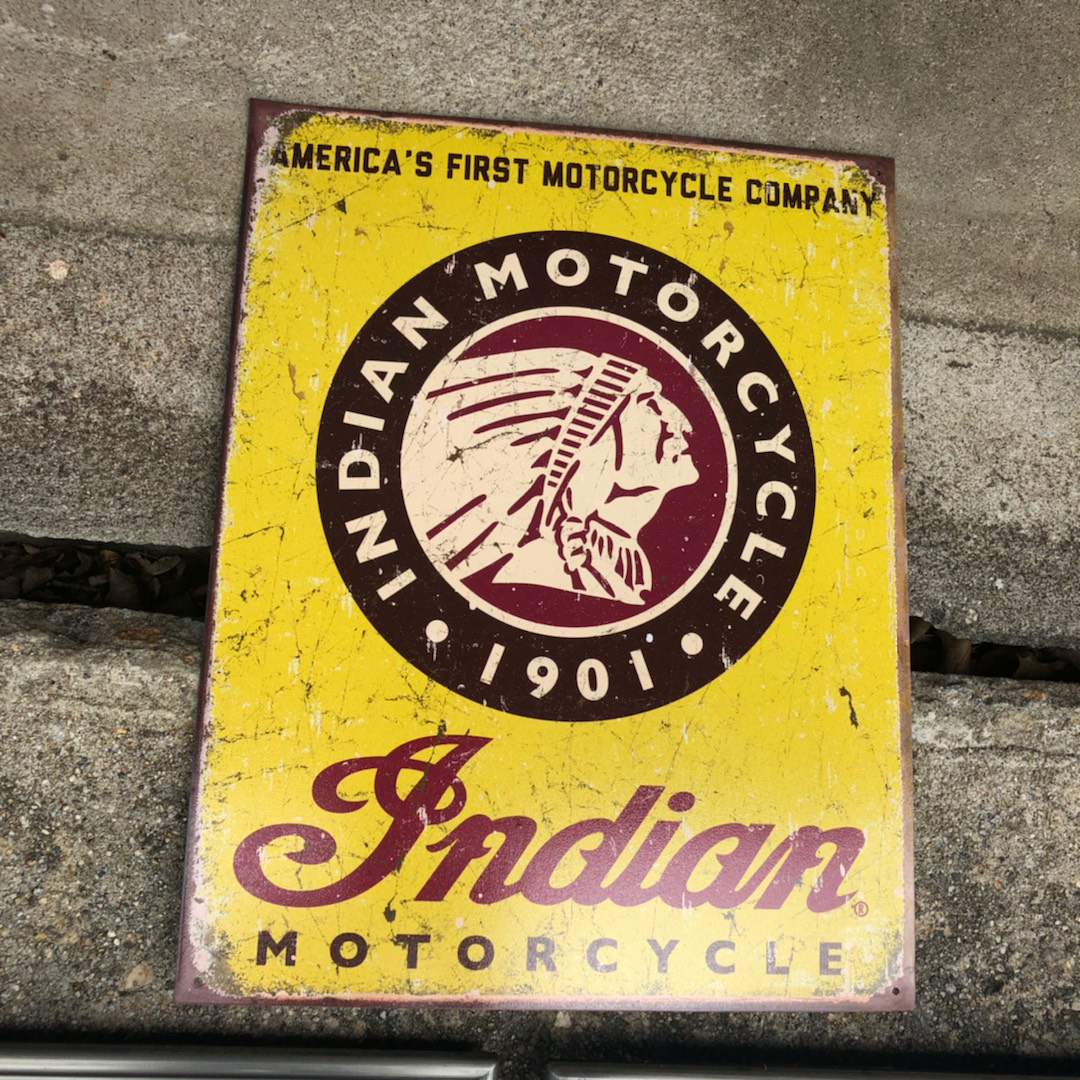 AMERICA'S FIRST MOTORCYCLE COMPANY
INDIAN MOTORCYCLE
• 1901 •
Indian®
MOTORCYCLE